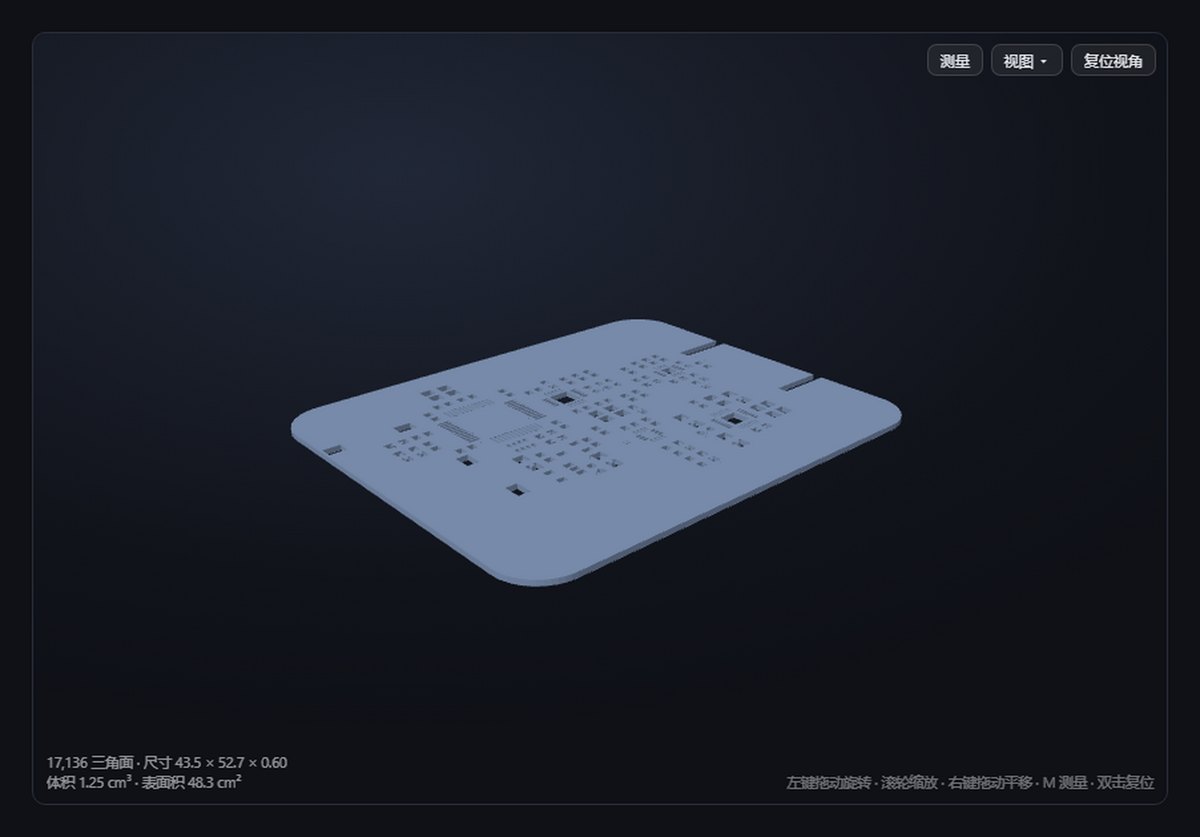 测量 视图 复位视角
17,136 三角面 · 尺寸 43.5 × 52.7 × 0.60
体积 1.25 cm³ · 表面积 48.3 cm²
左键拖动旋转 · 滚轮缩放 · 右键拖动平移 · M 测量 · 双击复位